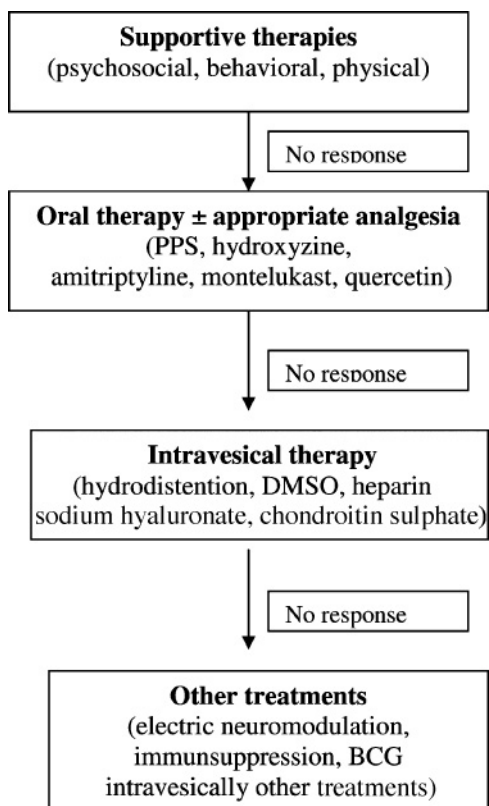 Supportive therapies
(psychosocial, behavioral, physical)
No response
Oral therapy ± appropriate analgesia
(PPS, hydroxyzine,
amitriptyline, montelukast, quercetin)
No response
Intravesical therapy
(hydrodistention, DMSO, heparin
sodium hyaluronate, chondroitin sulphate)
No response
Other treatments
(electric neuromodulation,
immunsuppression, BCG
intravesically other treatments)